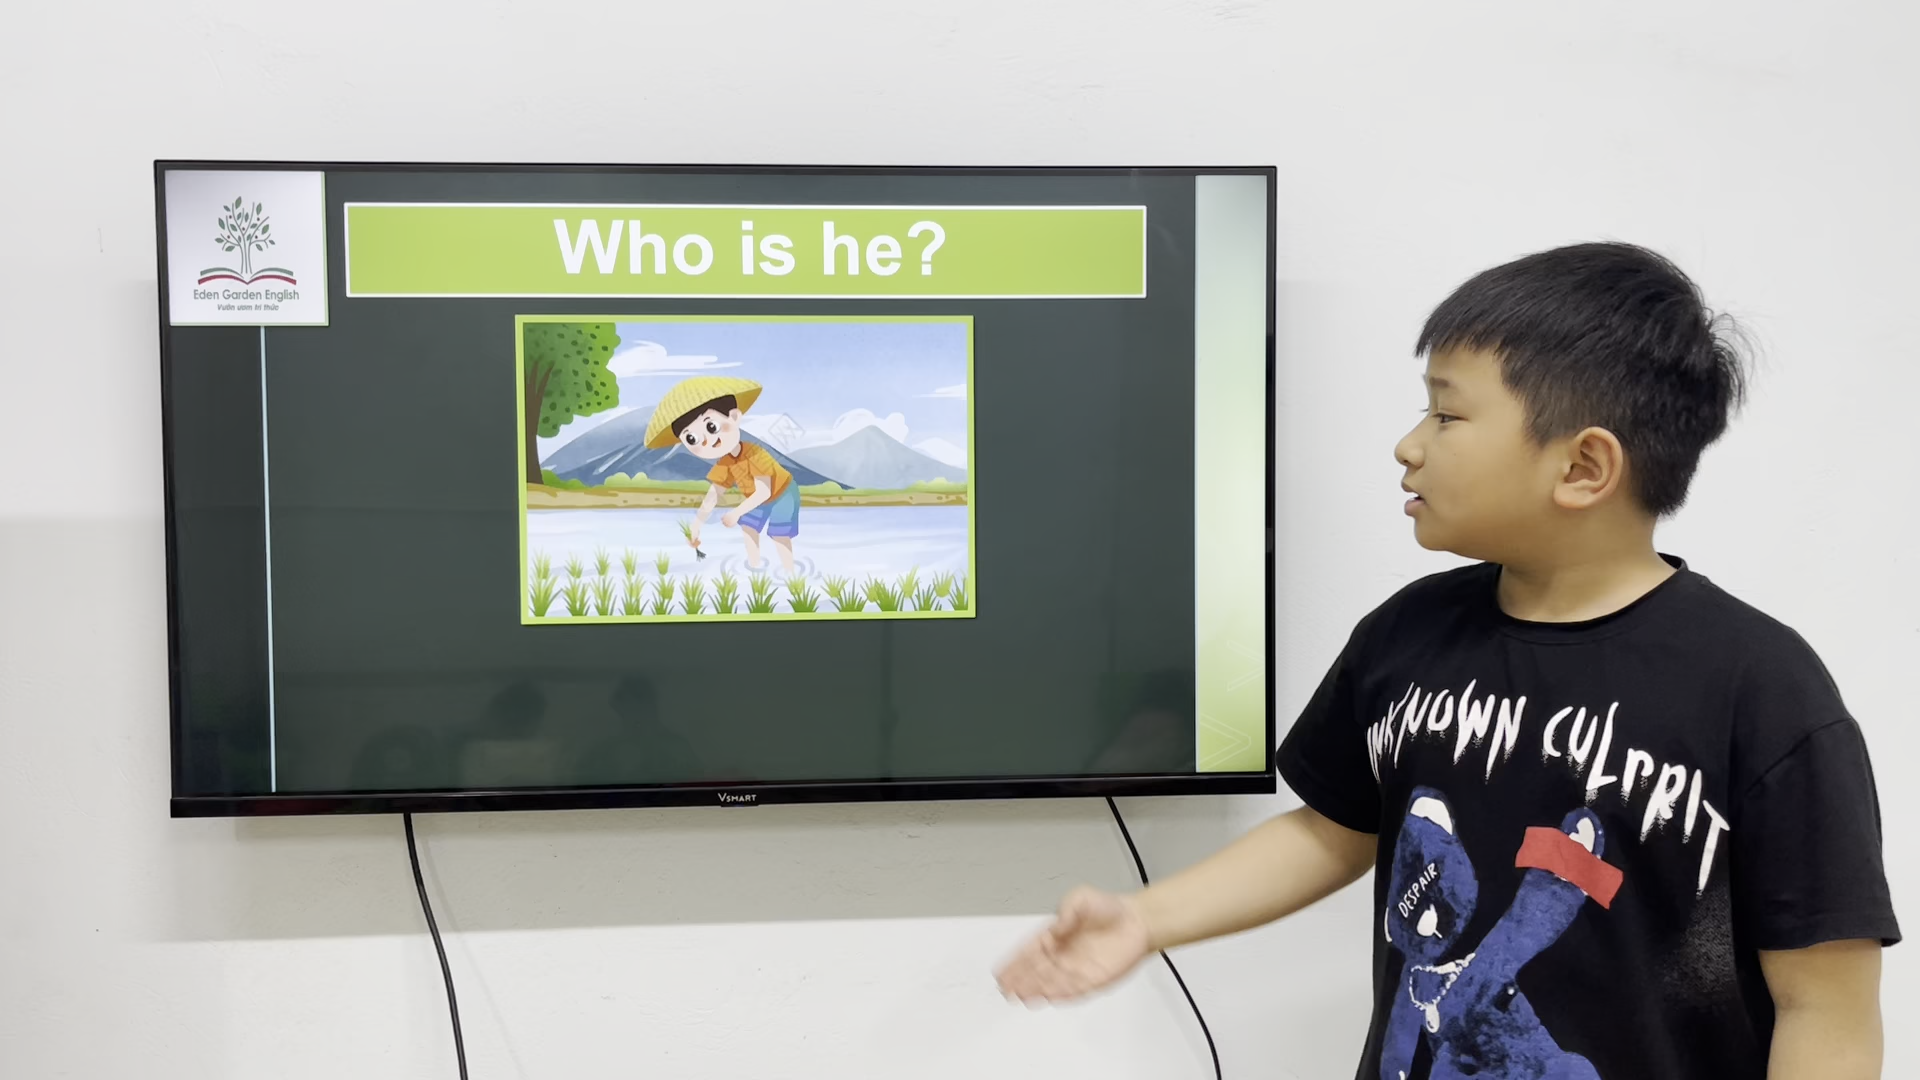 Who is he?
Eden Garden English
Vườn ươm tri thức
VSMART
UNKNOWN CULPRIT
DESPAIR